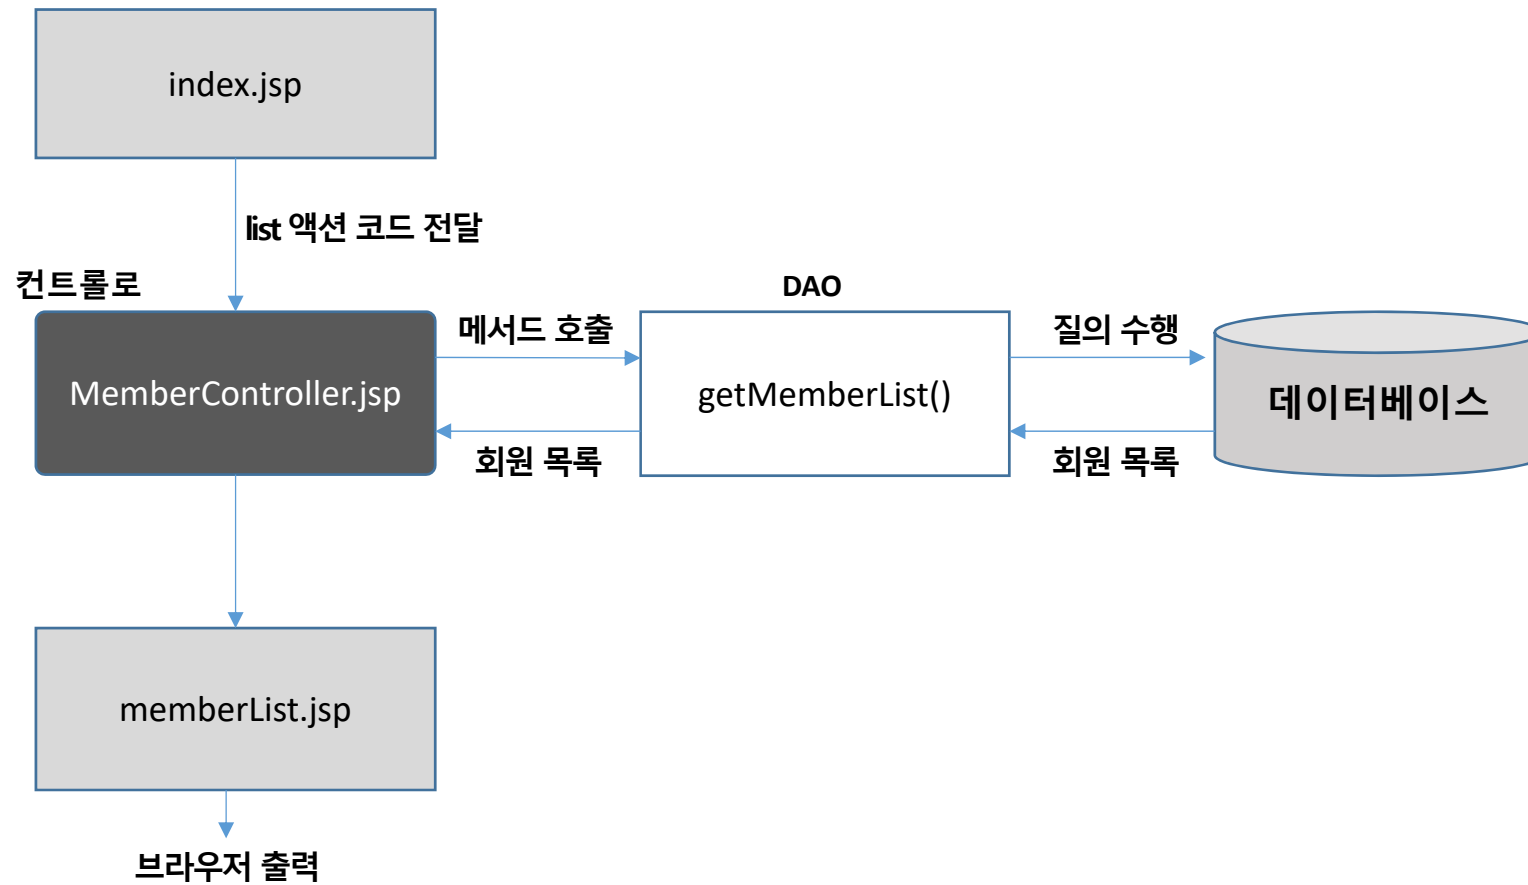 index.jsp
list 액션 코드 전달
컨트롤로
DAO
메서드 호출
질의 수행
MemberController.jsp
getMemberList()
데이터베이스
회원 목록
회원 목록
memberList.jsp
브라우저 출력